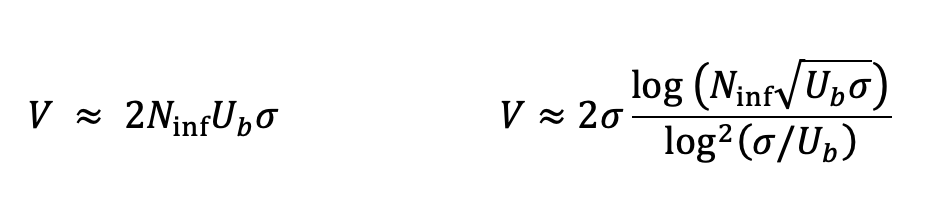 V ≈ 2N_inf U_b σ
V ≈ 2σ log (N_inf √(U_b σ)) / log²(σ/U_b)